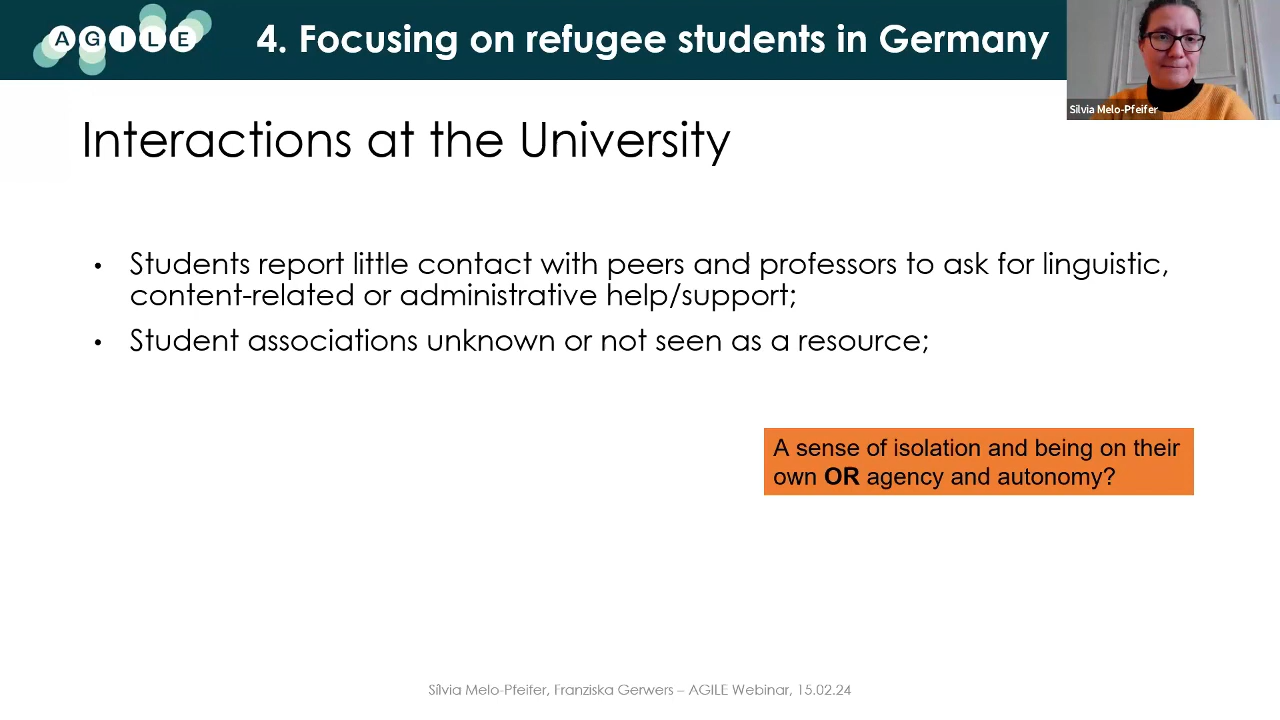 AGILE
4. Focusing on refugee students in Germany
Sílvia Melo-Pfeifer
Interactions at the University
• Students report little contact with peers and professors to ask for linguistic,
content-related or administrative help/support;
• Student associations unknown or not seen as a resource;
A sense of isolation and being on their
own OR agency and autonomy?
Sílvia Melo-Pfeifer, Franziska Gerwers – AGILE Webinar, 15.02.24